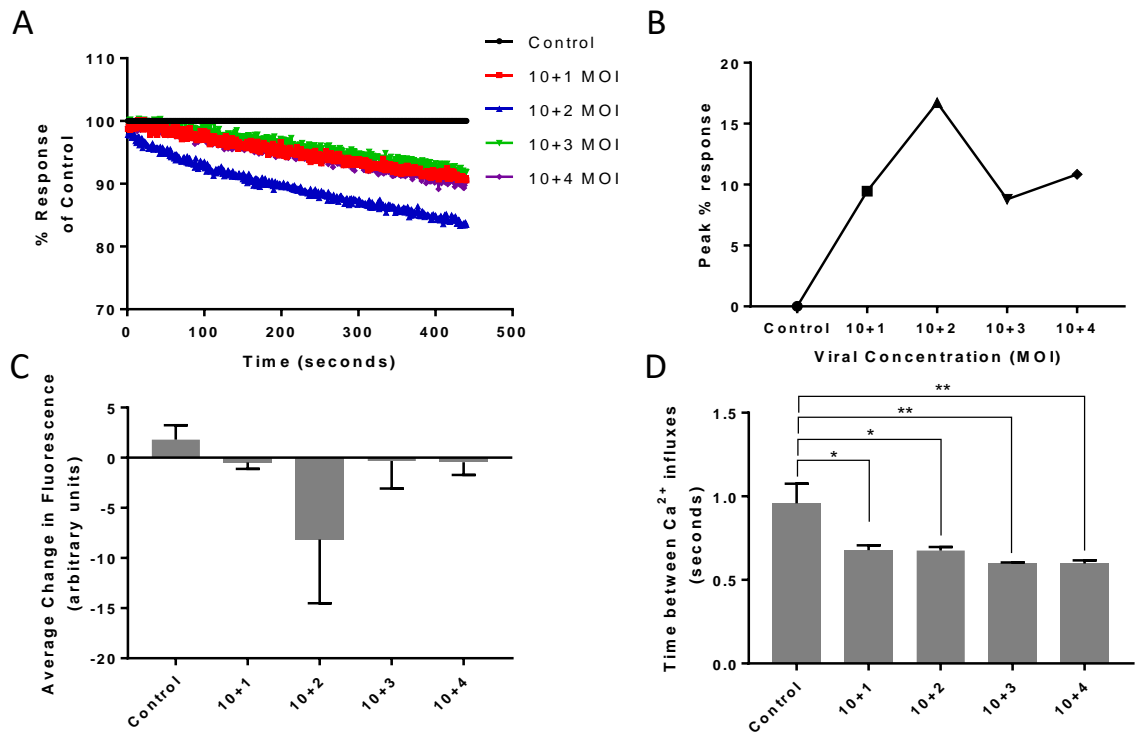 A
Control
10+1 MOI
10+2 MOI
10+3 MOI
10+4 MOI
110
100
90
80
70
% Response
of Control
0
100
200
300
400
500
Time (seconds)
B
20
15
10
5
0
Peak % response
Control
10+1
10+2
10+3
10+4
Viral Concentration (MOI)
C
5
0
-5
-10
-15
-20
Average Change in Fluorescence
(arbitrary units)
Control
10+1
10+2
10+3
10+4
D
**
**
*
*
1.5
1.0
0.5
0.0
Time between Ca²⁺ influxes
(seconds)
Control
10+1
10+2
10+3
10+4